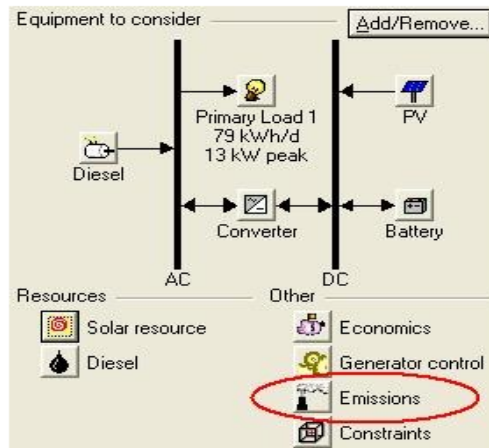 Equipment to consider
Add/Remove...
Primary Load 1
79 kWh/d
13 kW peak
PV
Diesel
Converter
Battery
AC
DC
Resources
Other
Solar resource
Economics
Diesel
Generator control
Emissions
Constraints